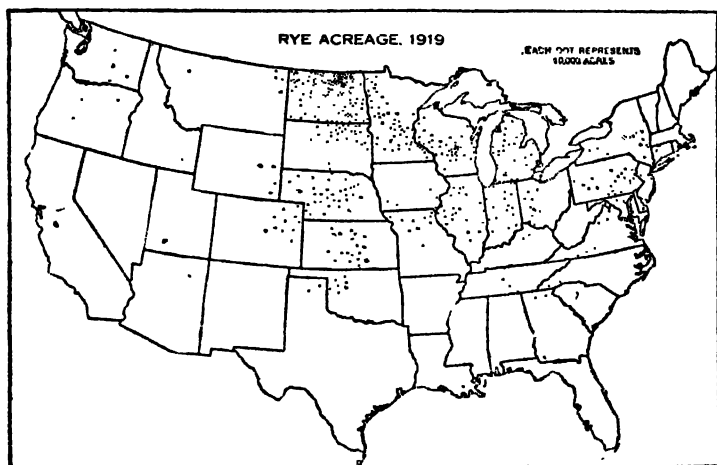 RYE ACREAGE, 1919
EACH DOT REPRESENTS
10,000 ACRES